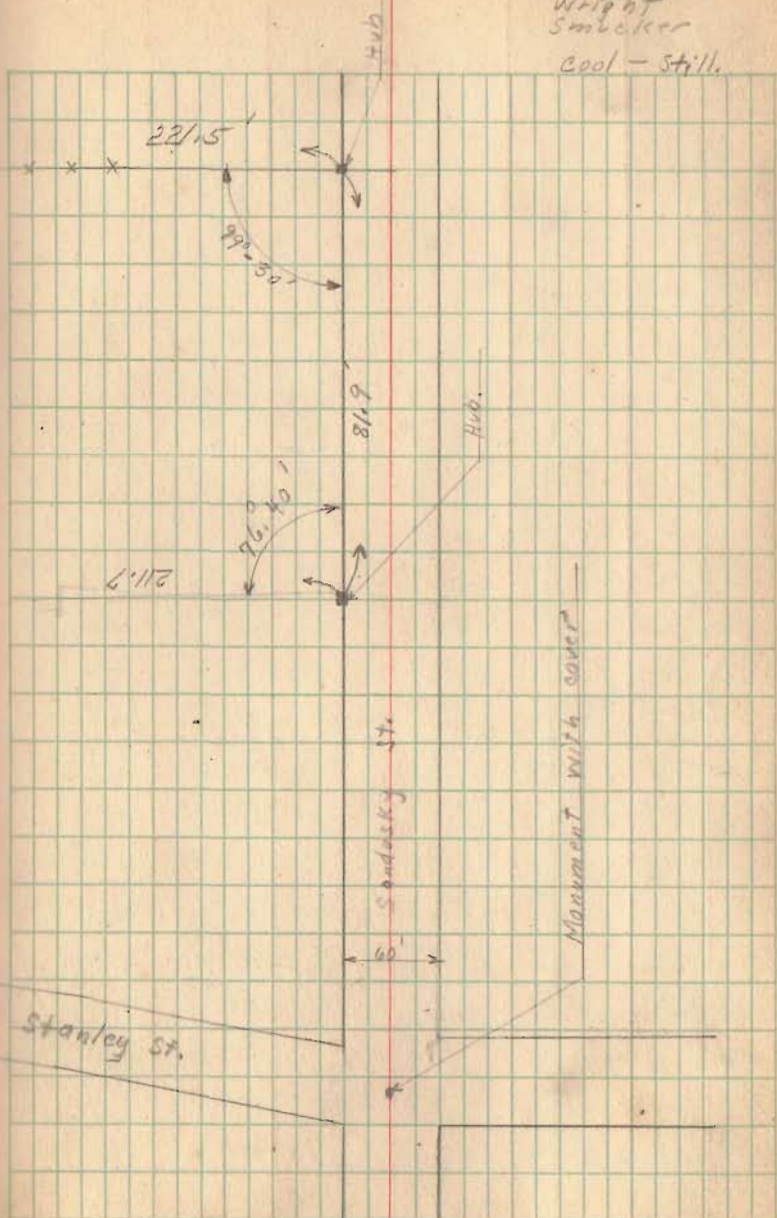 Wright
Smucker
Cool - Still.
Hub
221.5'
99°-30'
81.9'
Hub.
76°-40'
211.7
Sandusky St.
Monument with cover
60'
Stanley St.